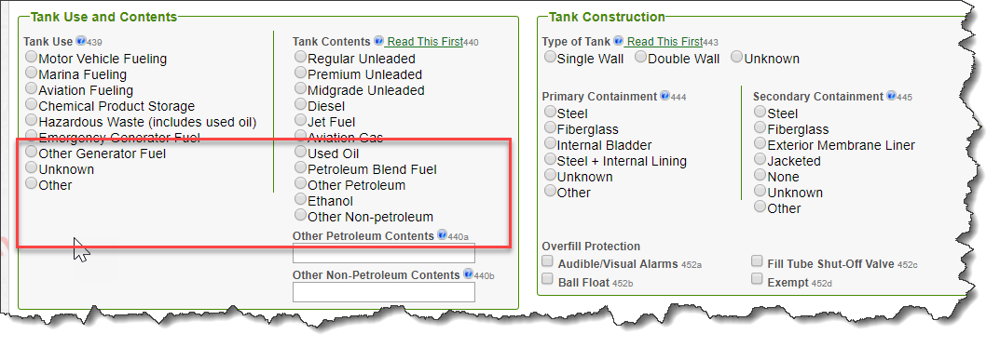 Tank Use and Contents
Tank Use 439
Motor Vehicle Fueling
Marina Fueling
Aviation Fueling
Chemical Product Storage
Hazardous Waste (includes used oil)
Emergency Generator Fuel
Other Generator Fuel
Unknown
Other
Tank Contents Read This First440
Regular Unleaded
Premium Unleaded
Midgrade Unleaded
Diesel
Jet Fuel
Aviation Gas
Used Oil
Petroleum Blend Fuel
Other Petroleum
Ethanol
Other Non-petroleum
Other Petroleum Contents 440a
Other Non-Petroleum Contents 440b
Tank Construction
Type of Tank Read This First443
Single Wall Double Wall Unknown
Primary Containment 444
Steel
Fiberglass
Internal Bladder
Steel + Internal Lining
Unknown
Other
Secondary Containment 445
Steel
Fiberglass
Exterior Membrane Liner
Jacketed
None
Unknown
Other
Overfill Protection
Audible/Visual Alarms 452a
Ball Float 452b
Fill Tube Shut-Off Valve 452c
Exempt 452d